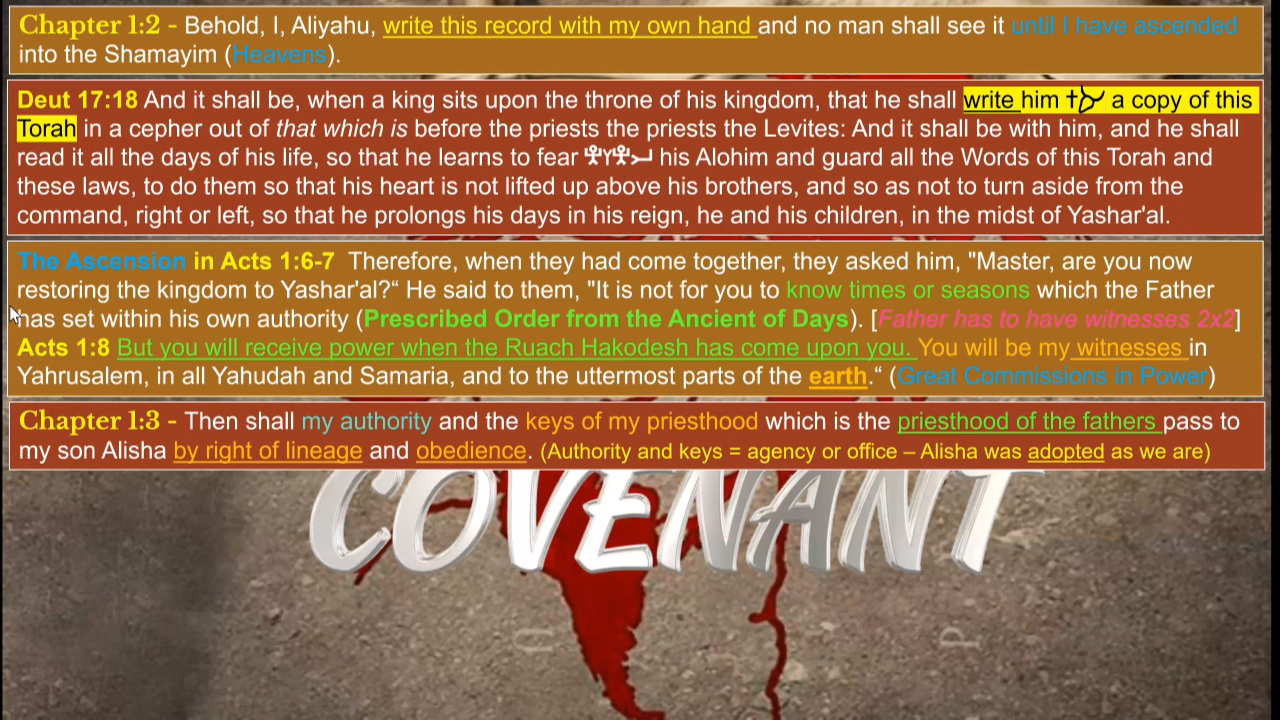 Chapter 1:2 - Behold, I, Aliyahu, write this record with my own hand and no man shall see it until I have ascended
into the Shamayim (Heavens).
Deut 17:18 And it shall be, when a king sits upon the throne of his kingdom, that he shall write him 𐤕𐤀 a copy of this
Torah in a cepher out of that which is before the priests the priests the Levites: And it shall be with him, and he shall
read it all the days of his life, so that he learns to fear 𐤄𐤅𐤄𐤉 his Alohim and guard all the Words of this Torah and
these laws, to do them so that his heart is not lifted up above his brothers, and so as not to turn aside from the
command, right or left, so that he prolongs his days in his reign, he and his children, in the midst of Yashar'al.
The Ascension in Acts 1:6-7 Therefore, when they had come together, they asked him, "Master, are you now
restoring the kingdom to Yashar'al?“ He said to them, "It is not for you to know times or seasons which the Father
has set within his own authority (Prescribed Order from the Ancient of Days). [Father has to have witnesses 2x2]
Acts 1:8 But you will receive power when the Ruach Hakodesh has come upon you. You will be my witnesses in
Yahrusalem, in all Yahudah and Samaria, and to the uttermost parts of the earth.“ (Great Commissions in Power)
Chapter 1:3 - Then shall my authority and the keys of my priesthood which is the priesthood of the fathers pass to
my son Alisha by right of lineage and obedience. (Authority and keys = agency or office – Alisha was adopted as we are)
COVENANT